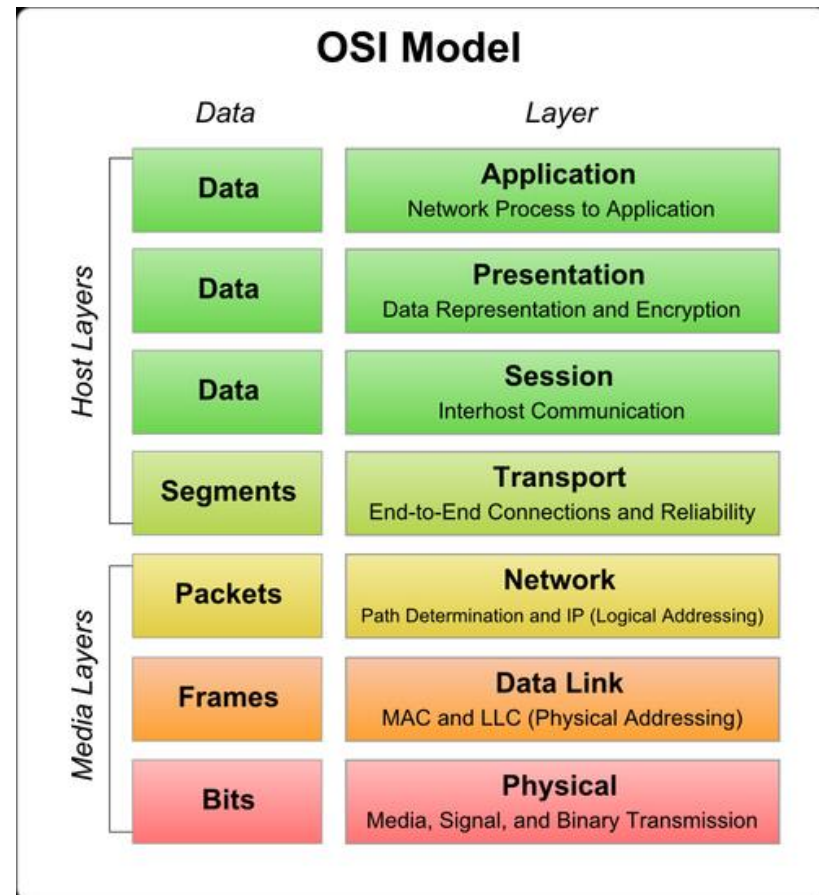 OSI Model
Data Layer
Host Layers
Data
Application
Network Process to Application
Data
Presentation
Data Representation and Encryption
Data
Session
Interhost Communication
Segments
Transport
End-to-End Connections and Reliability
Media Layers
Packets
Network
Path Determination and IP (Logical Addressing)
Frames
Data Link
MAC and LLC (Physical Addressing)
Bits
Physical
Media, Signal, and Binary Transmission